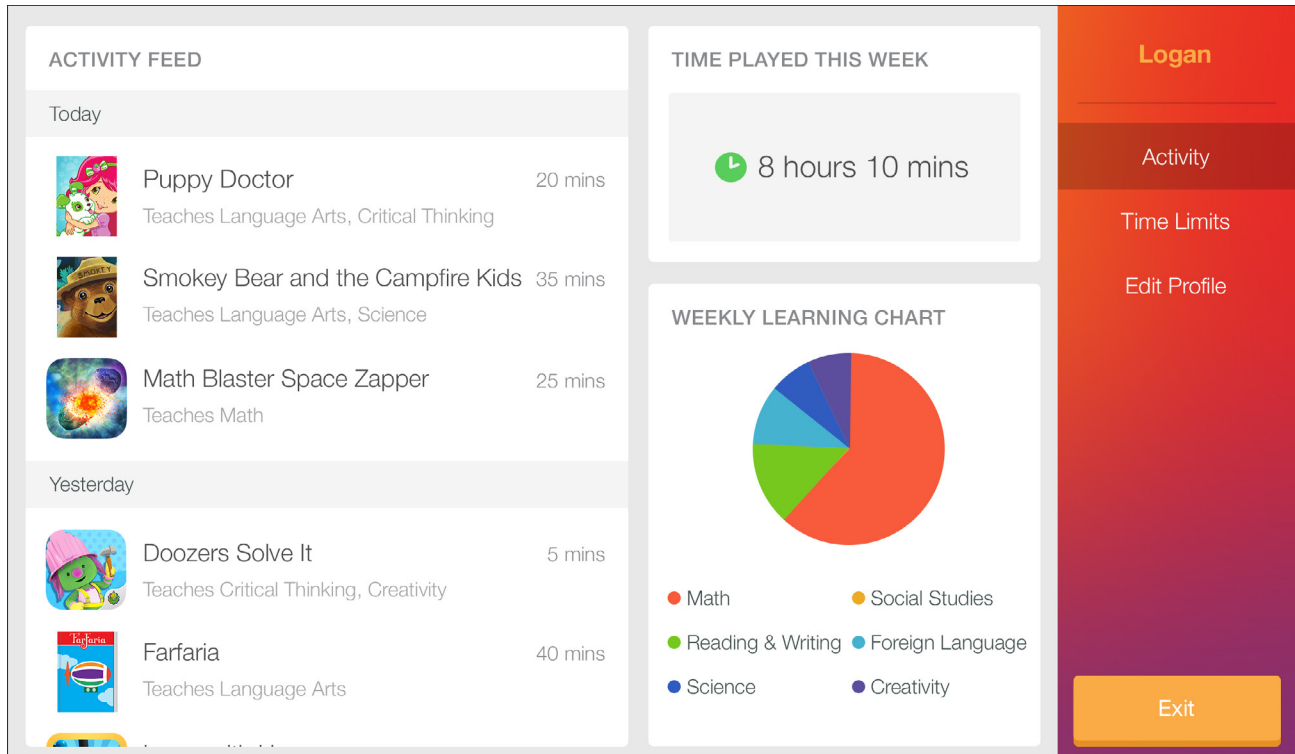 ACTIVITY FEED
Today
Puppy Doctor
20 mins
Teaches Language Arts, Critical Thinking
SMOKEY
Smokey Bear and the Campfire Kids
35 mins
Teaches Language Arts, Science
Math Blaster Space Zapper
25 mins
Teaches Math
Yesterday
Doozers Solve It
5 mins
Teaches Critical Thinking, Creativity
FarFaria
Farfaria
40 mins
Teaches Language Arts
TIME PLAYED THIS WEEK
8 hours 10 mins
WEEKLY LEARNING CHART
Math
Social Studies
Reading & Writing
Foreign Language
Science
Creativity
Logan
Activity
Time Limits
Edit Profile
Exit